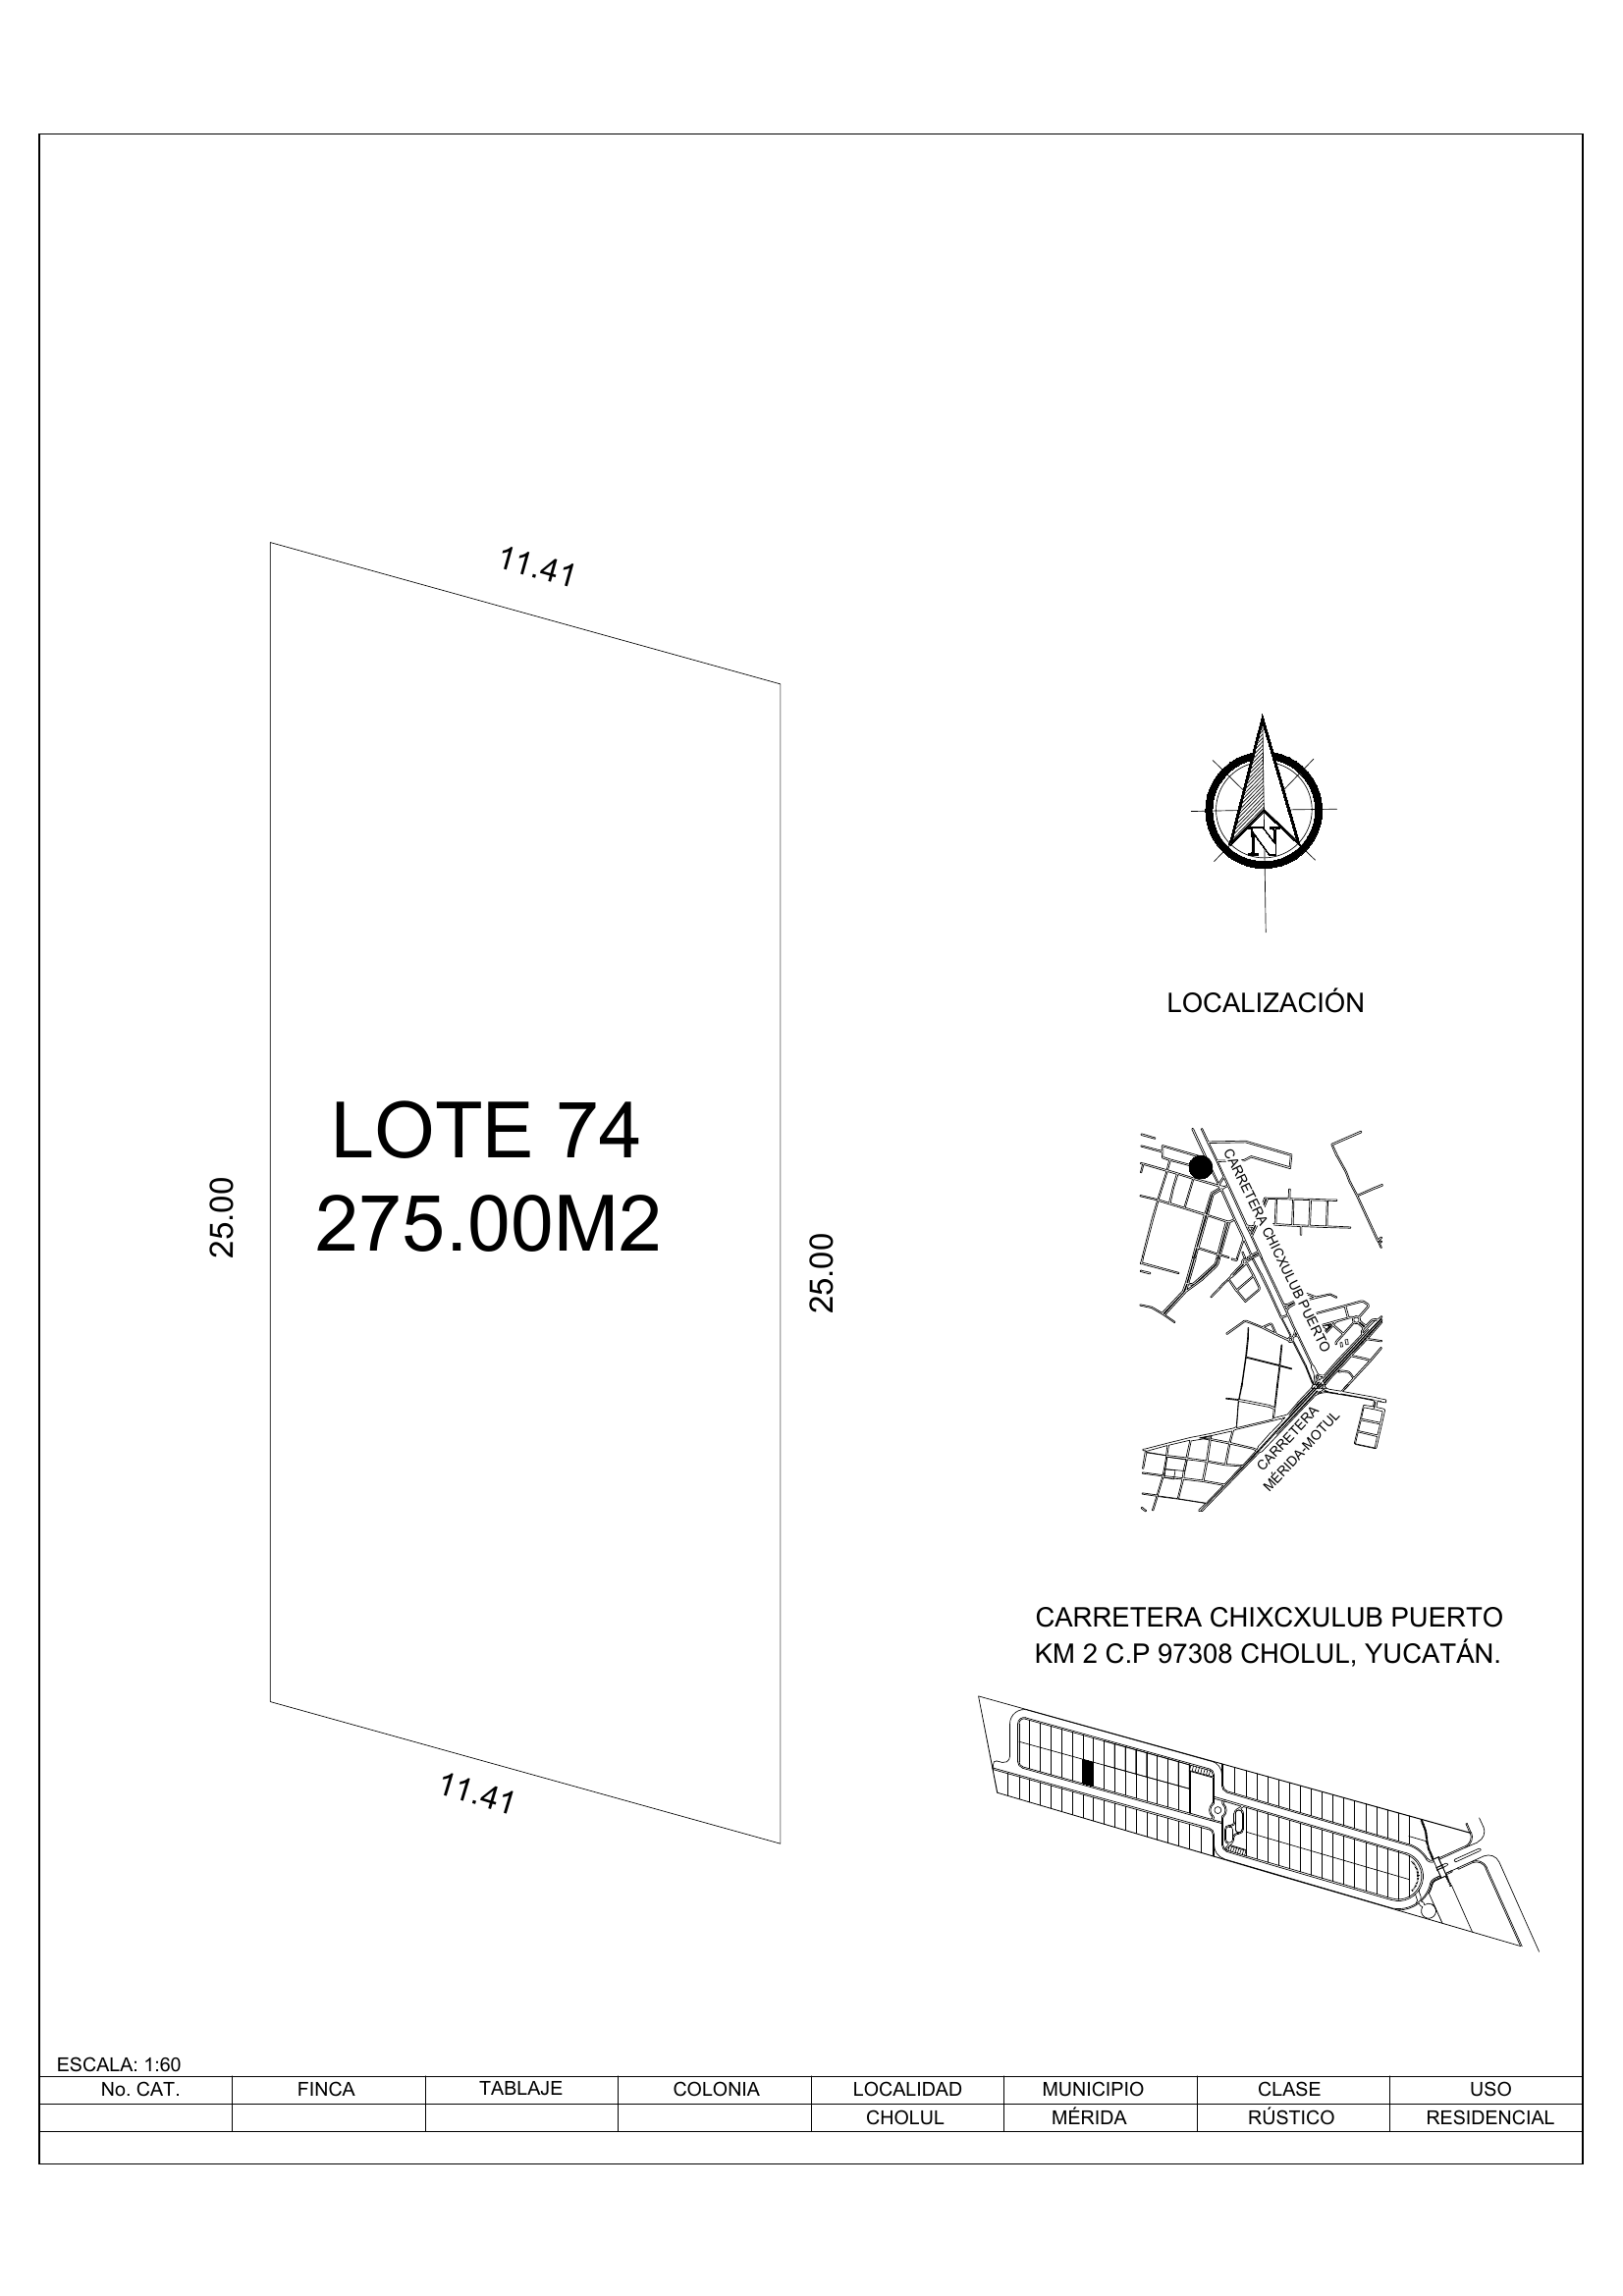 11.41
LOTE 74
275.00M2
25.00
25.00
11.41
N
LOCALIZACIÓN
CARRETERA CHICXULUB PUERTO
CARRETERA
MÉRIDA-MOTUL
CARRETERA CHIXCXULUB PUERTO
KM 2 C.P 97308 CHOLUL, YUCATÁN.
ESCALA: 1:60
No. CAT. FINCA TABLAJE COLONIA LOCALIDAD MUNICIPIO CLASE USO
CHOLUL MÉRIDA RÚSTICO RESIDENCIAL